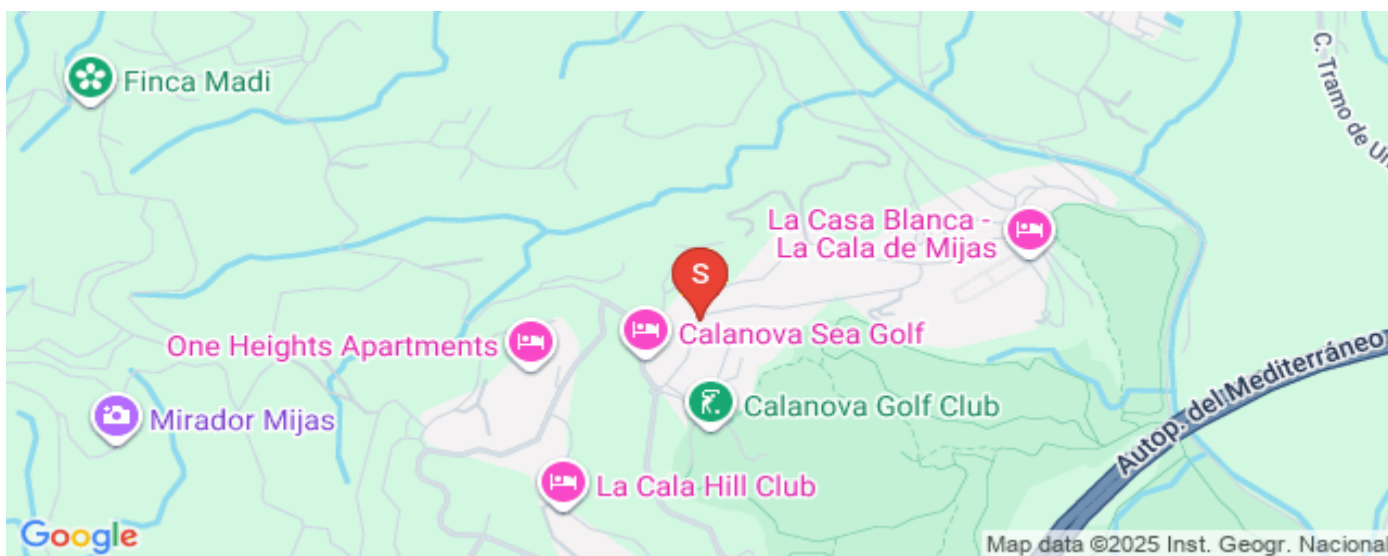 Finca Madi
C. Tramo de Un
La Casa Blanca -
La Cala de Mijas
S
One Heights Apartments
Calanova Sea Golf
Mirador Mijas
Calanova Golf Club
Autop. del Mediterráneo
La Cala Hill Club
Google
Map data ©2025 Inst. Geogr. Nacional